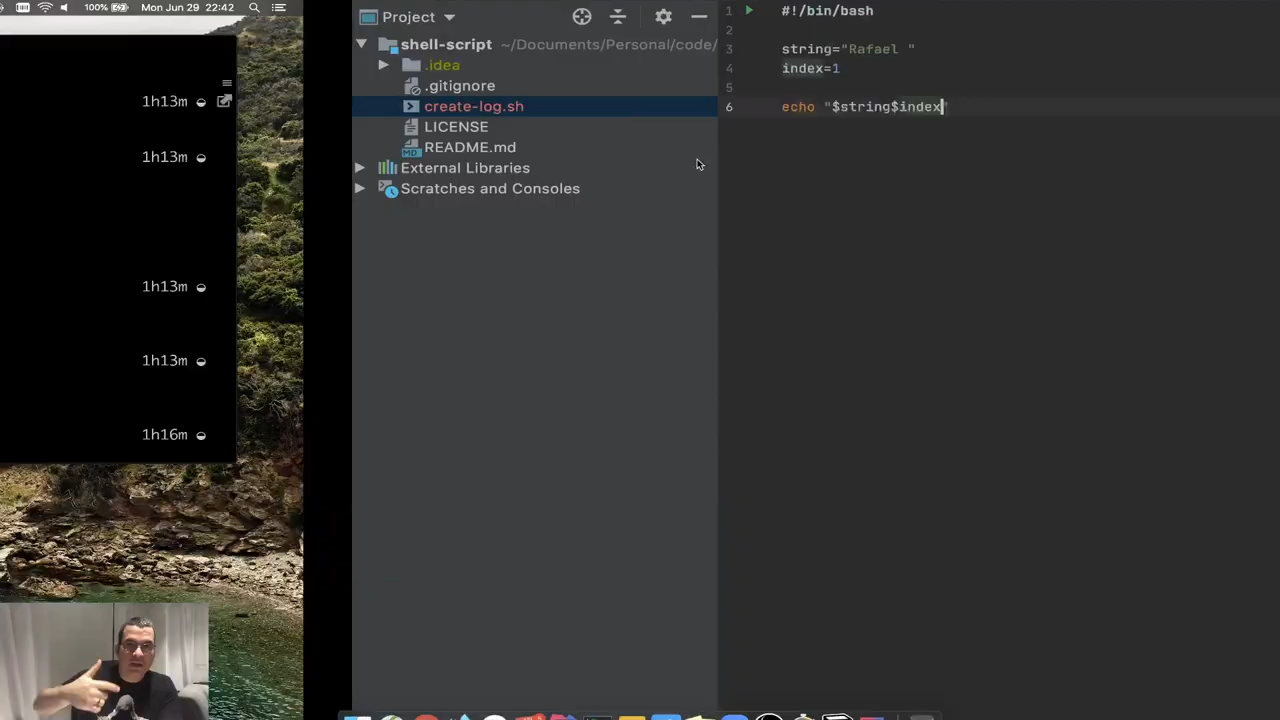 100% Mon Jun 29 22:42
1h13m
1h13m
1h13m
1h13m
1h16m
Project
shell-script ~/Documents/Personal/code/
.idea
.gitignore
create-log.sh
LICENSE
README.md
External Libraries
Scratches and Consoles
1 #!/bin/bash
2
3 string="Rafael "
4 index=1
5
6 echo "$string$index"